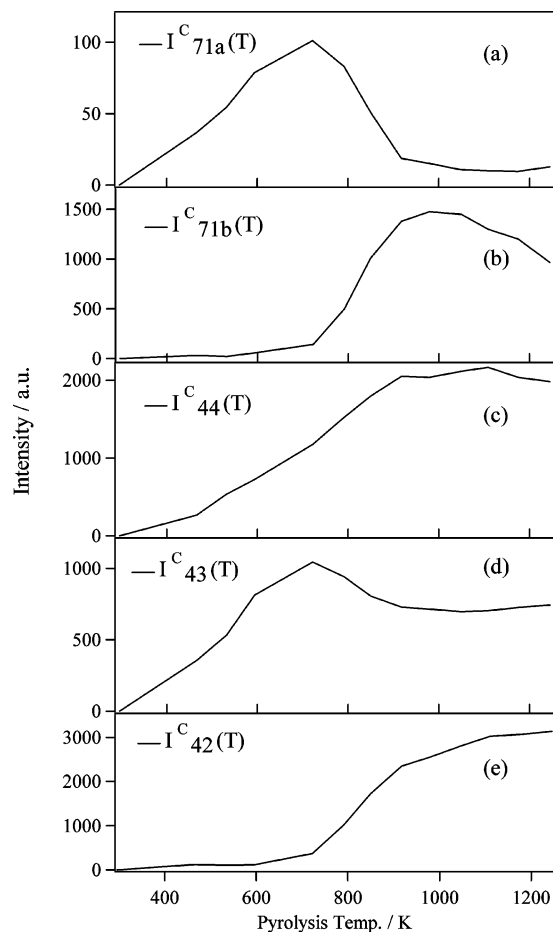 100
50
0
— I C 71a (T)
(a)
1500
1000
500
0
— I C 71b (T)
(b)
2000
1000
0
— I C 44 (T)
(c)
1000
500
0
— I C 43 (T)
(d)
3000
2000
1000
0
— I C 42 (T)
(e)
400 600 800 1000 1200
Pyrolysis Temp. / K
Intensity / a.u.